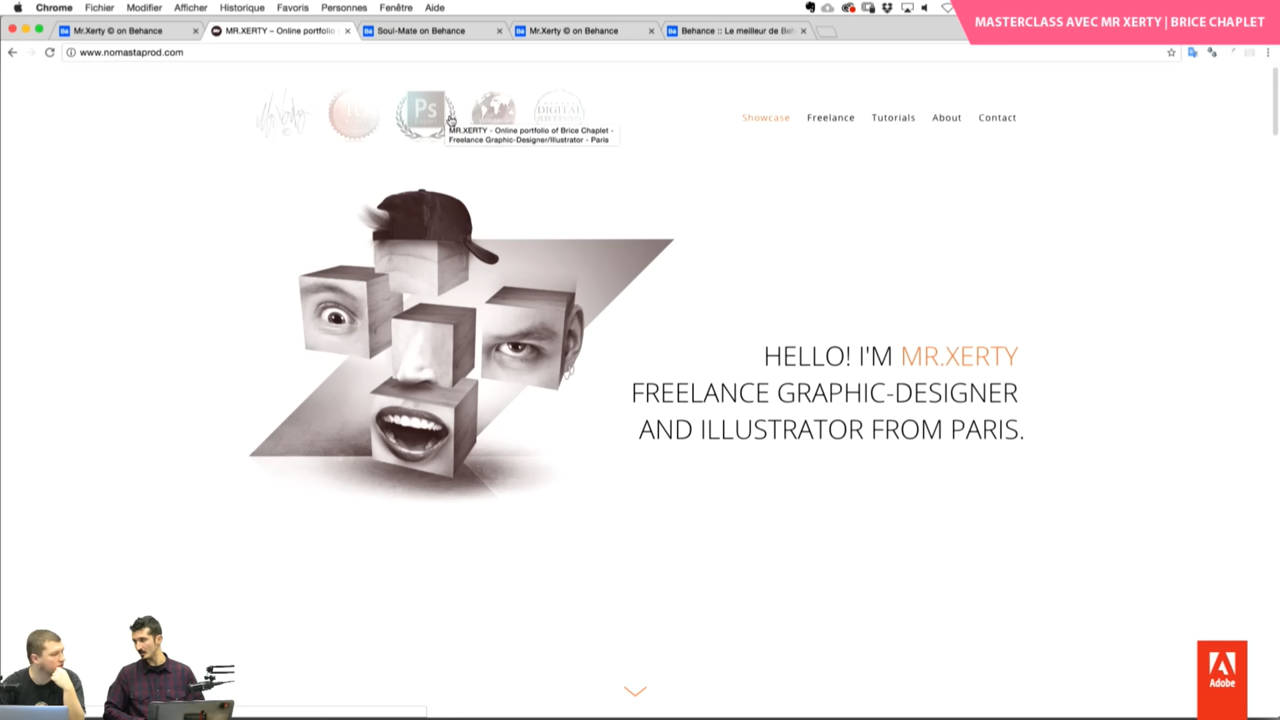 Chrome Fichier Modifier Afficher Historique Favoris Personnes Fenêtre Aide
MASTERCLASS AVEC MR XERTY | BRICE CHAPLET
Mr.Xerty © on Behance
MR.XERTY – Online portfolio
Soul-Mate on Behance
Mr.Xerty © on Behance
Behance :: Le meilleur de Be
www.nomastaprod.com
Ps
DIGITAL
MR.XERTY - Online portfolio of Brice Chaplet -
Freelance Graphic-Designer/Illustrator - Paris
Showcase Freelance Tutorials About Contact
HELLO! I'M MR.XERTY
FREELANCE GRAPHIC-DESIGNER
AND ILLUSTRATOR FROM PARIS.
Adobe